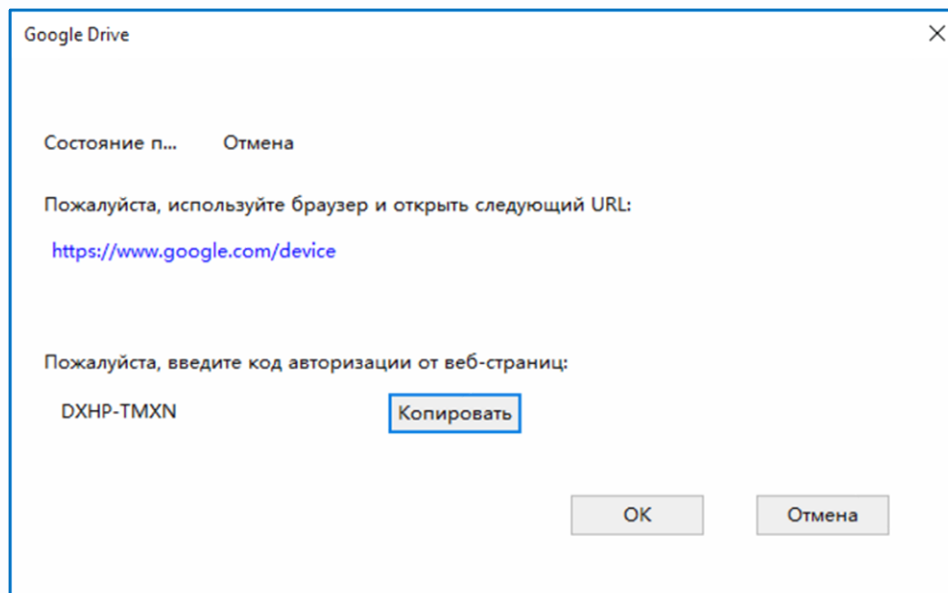 Google Drive
Состояние п... Отмена
Пожалуйста, используйте браузер и открыть следующий URL:
https://www.google.com/device
Пожалуйста, введите код авторизации от веб-страниц:
DXHP-TMXN Копировать
OK Отмена